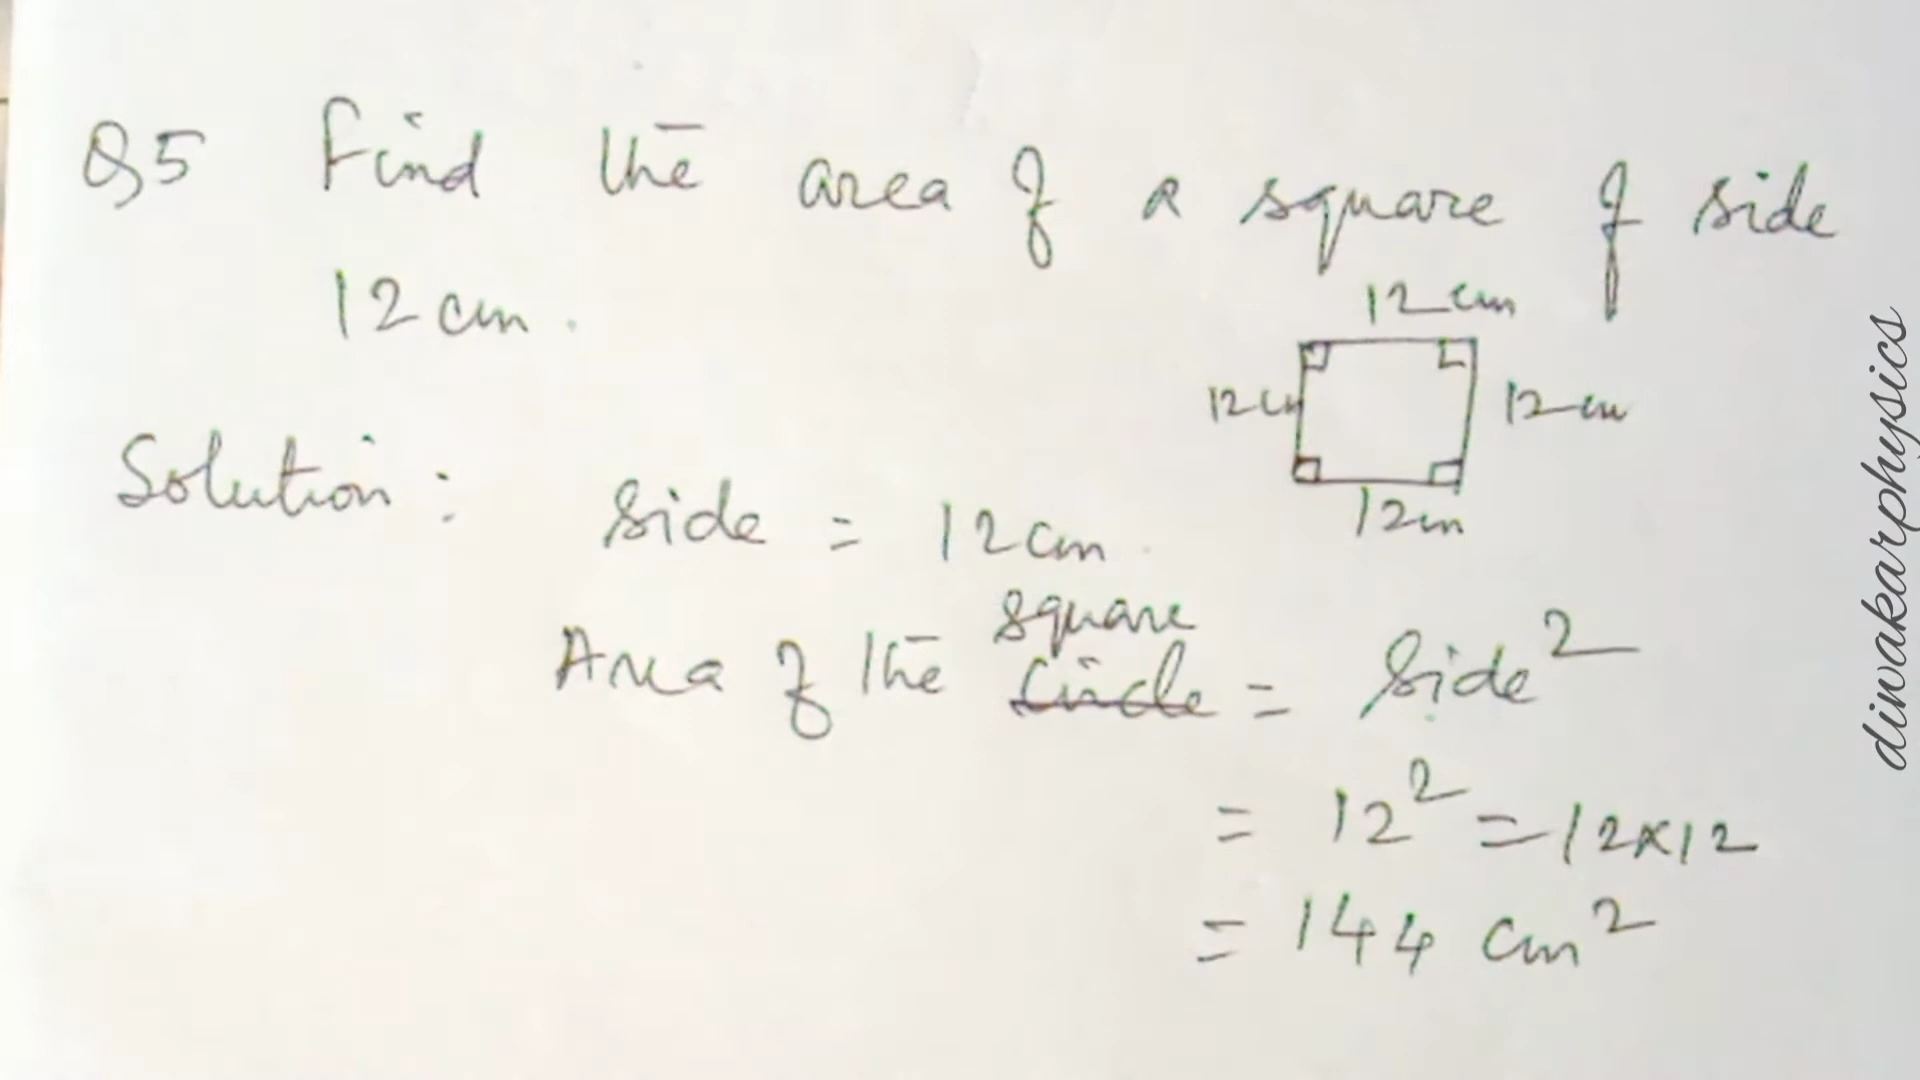 Q5 Find the area of a square of side
12 cm.
12 cm
12 cm
12 cm
12 cm
Solution : Side = 12 cm
square
Area of the Circle = Side²
= 12² = 12×12
= 144 cm²
diwakarphysics